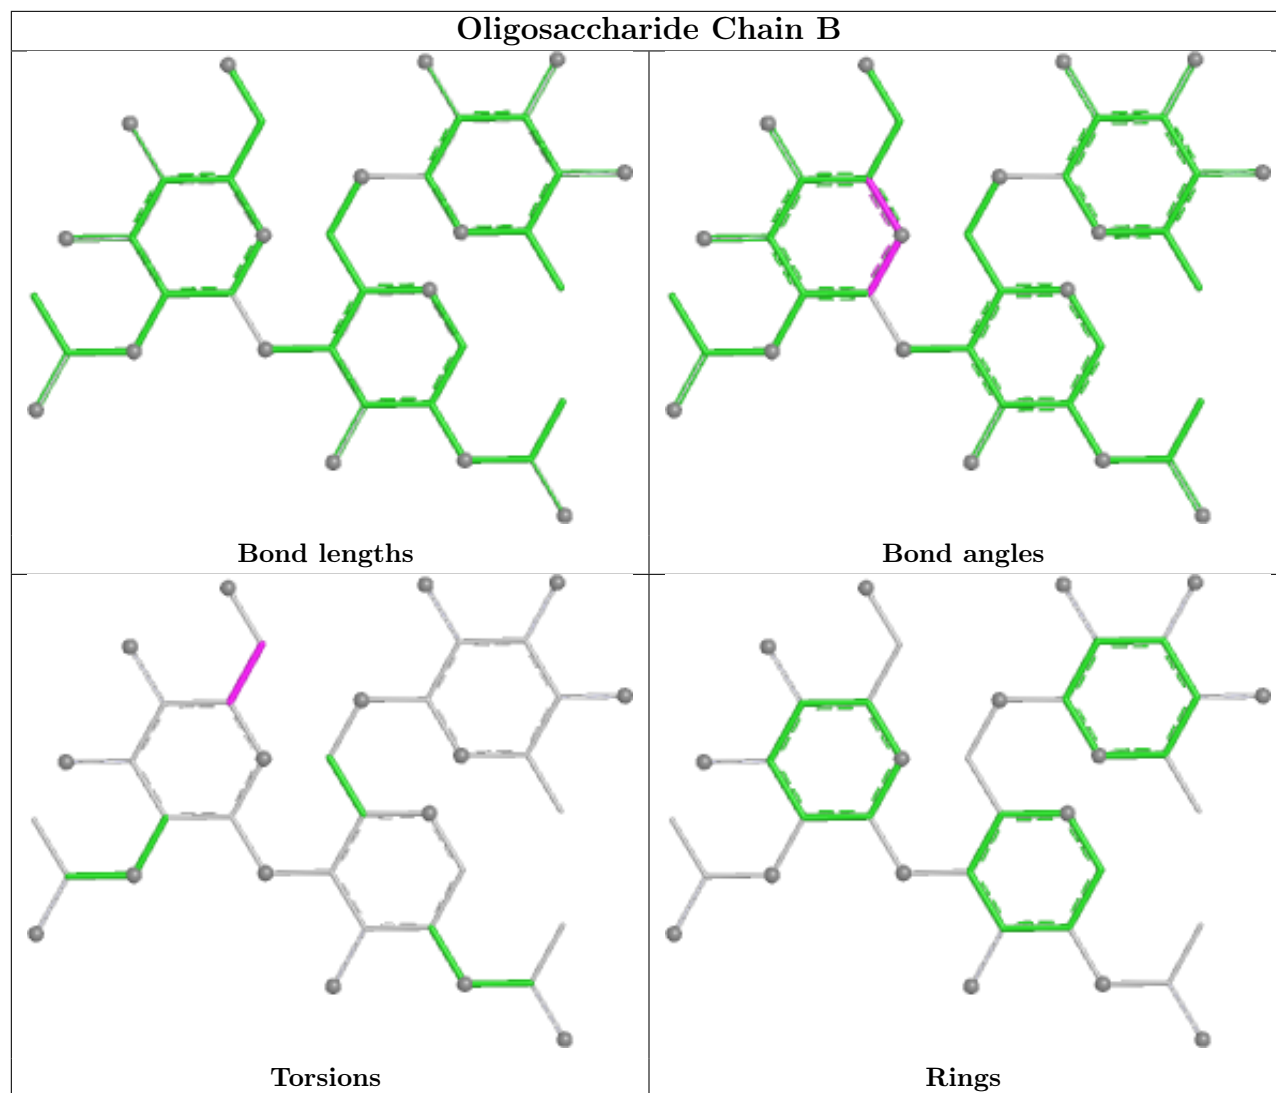 Oligosaccharide Chain B
Bond lengths
Bond angles
Torsions
Rings